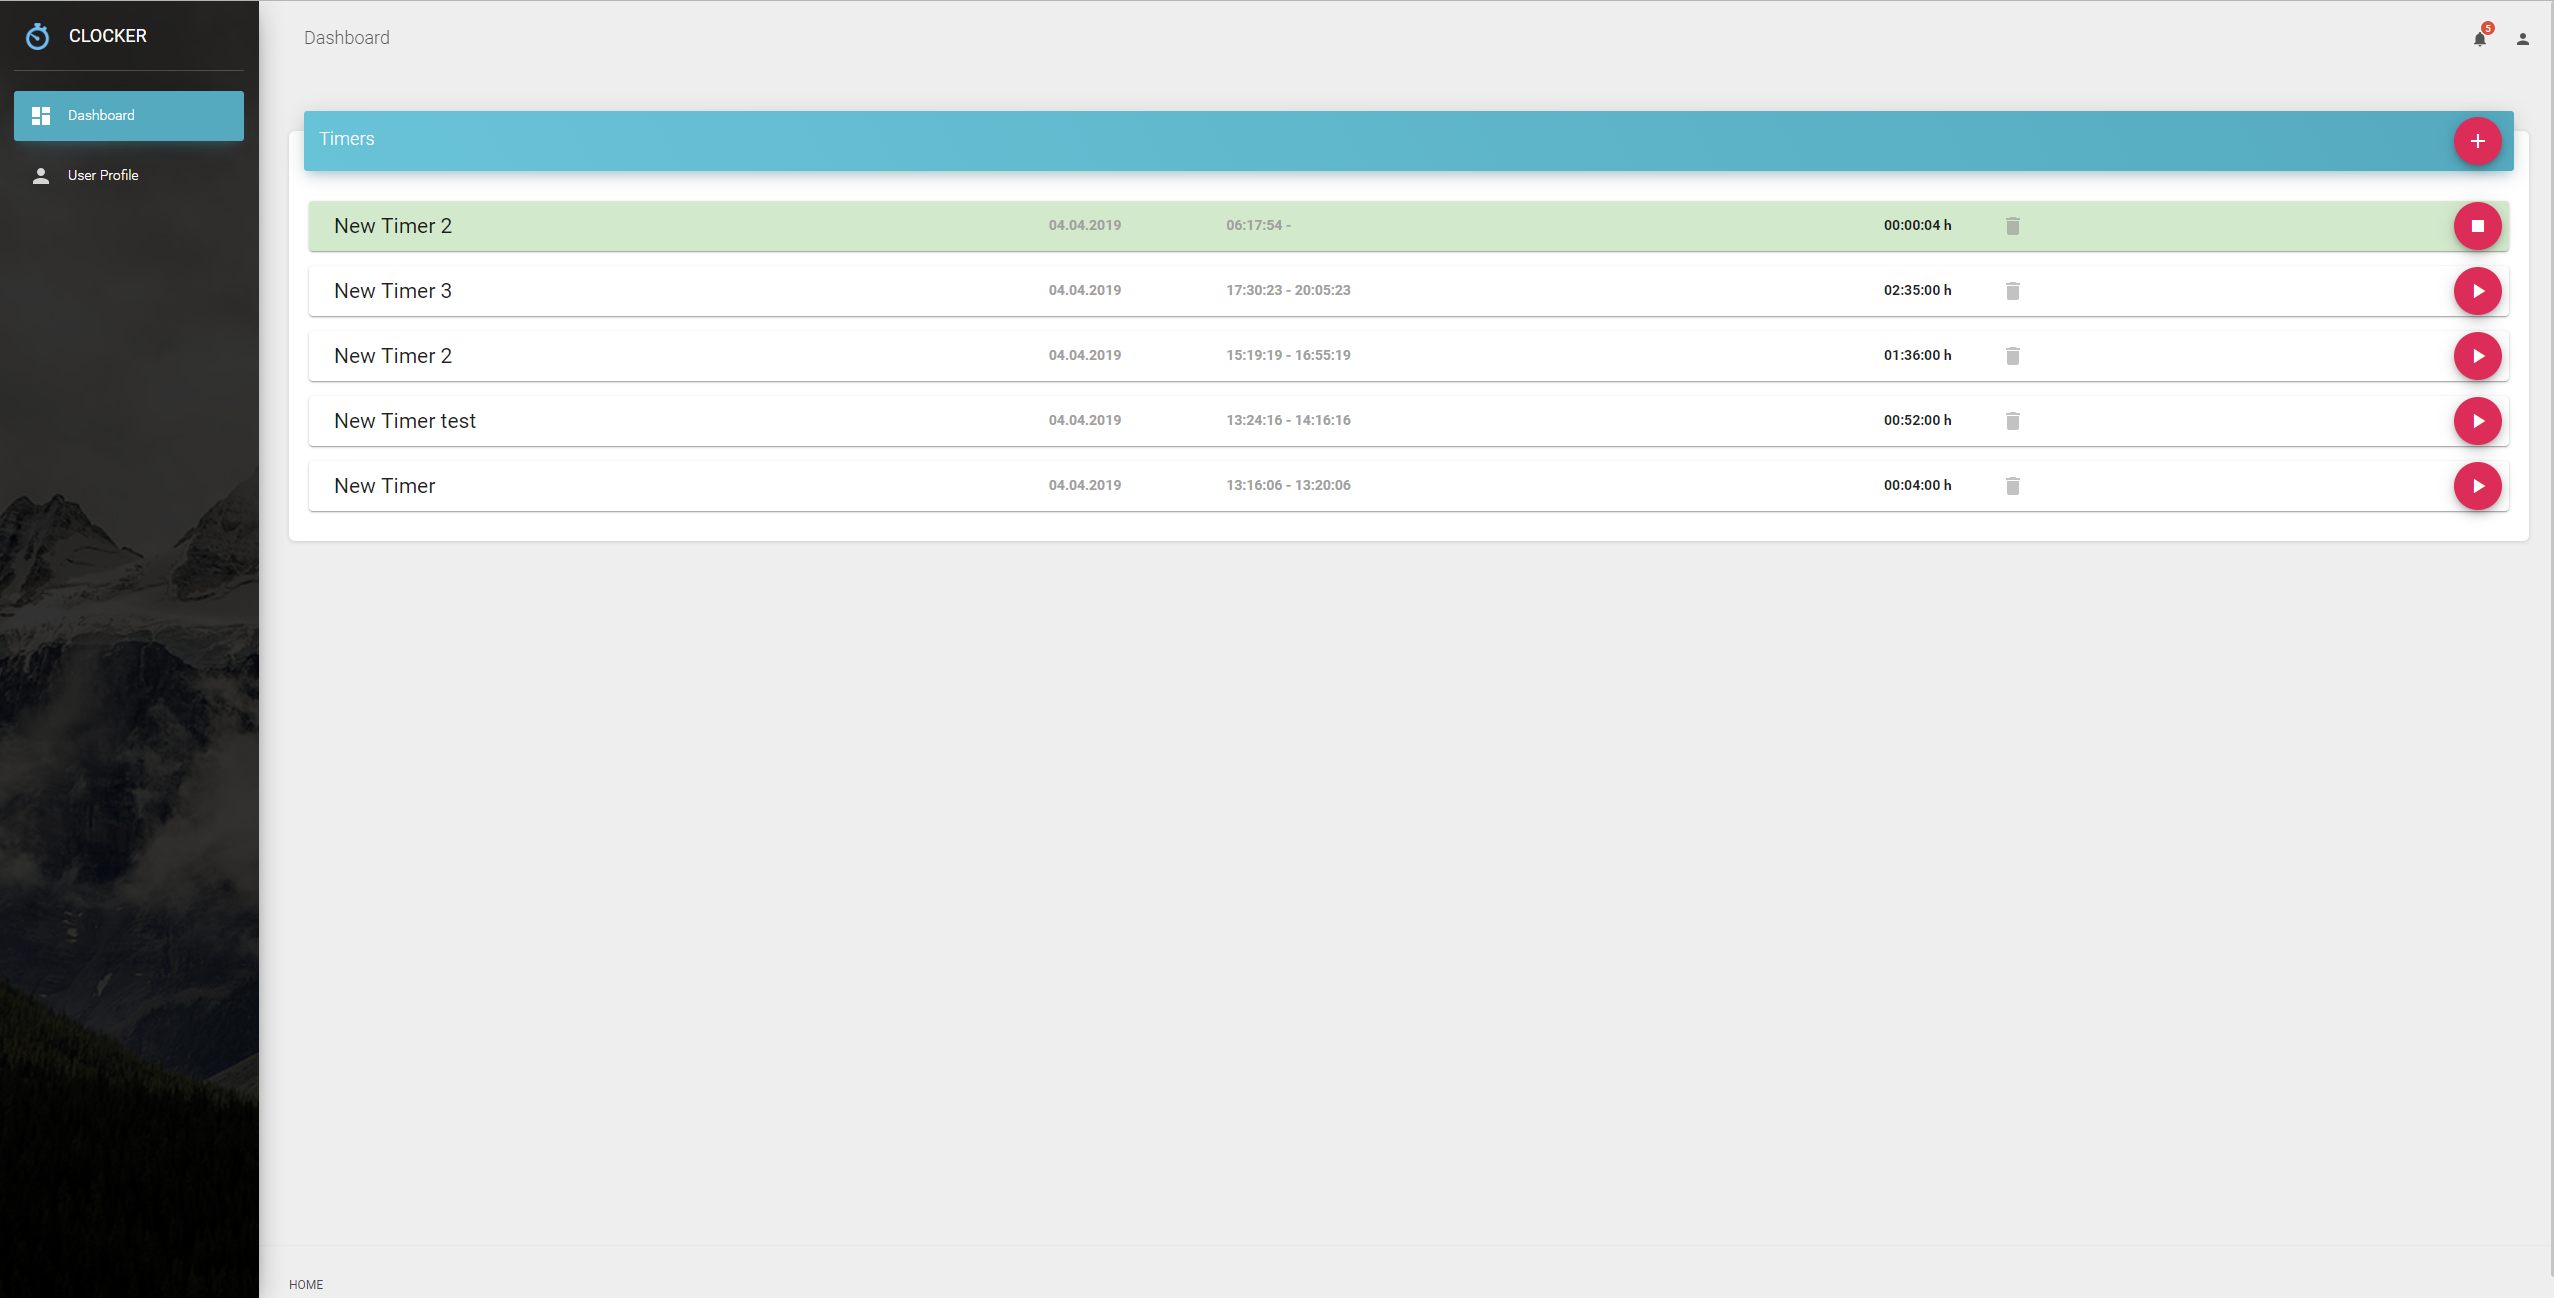 CLOCKER
Dashboard
User Profile
Dashboard
5
Timers
New Timer 2 04.04.2019 06:17:54 - 00:00:04 h
New Timer 3 04.04.2019 17:30:23 - 20:05:23 02:35:00 h
New Timer 2 04.04.2019 15:19:19 - 16:55:19 01:36:00 h
New Timer test 04.04.2019 13:24:16 - 14:16:16 00:52:00 h
New Timer 04.04.2019 13:16:06 - 13:20:06 00:04:00 h
HOME